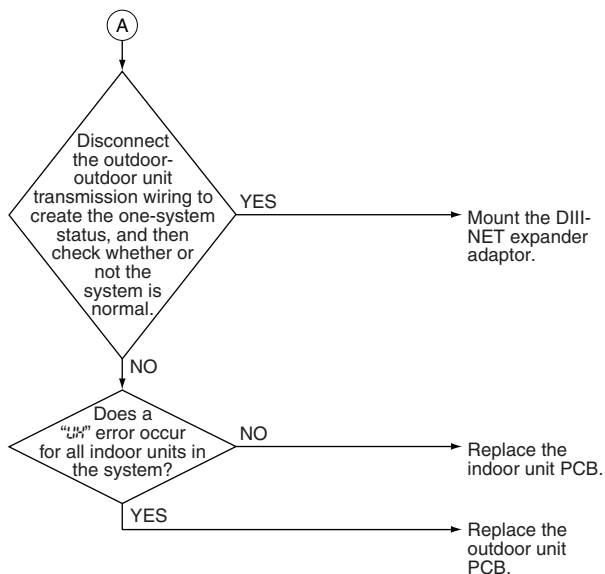 A
Disconnect
the outdoor-
outdoor unit
transmission wiring to
create the one-system
status, and then
check whether or
not the
system is
normal.
YES
Mount the DIII-
NET expander
adaptor.
NO
Does a
“UH” error occur
for all indoor units in
the system?
NO
Replace the
indoor unit PCB.
YES
Replace the
outdoor unit
PCB.